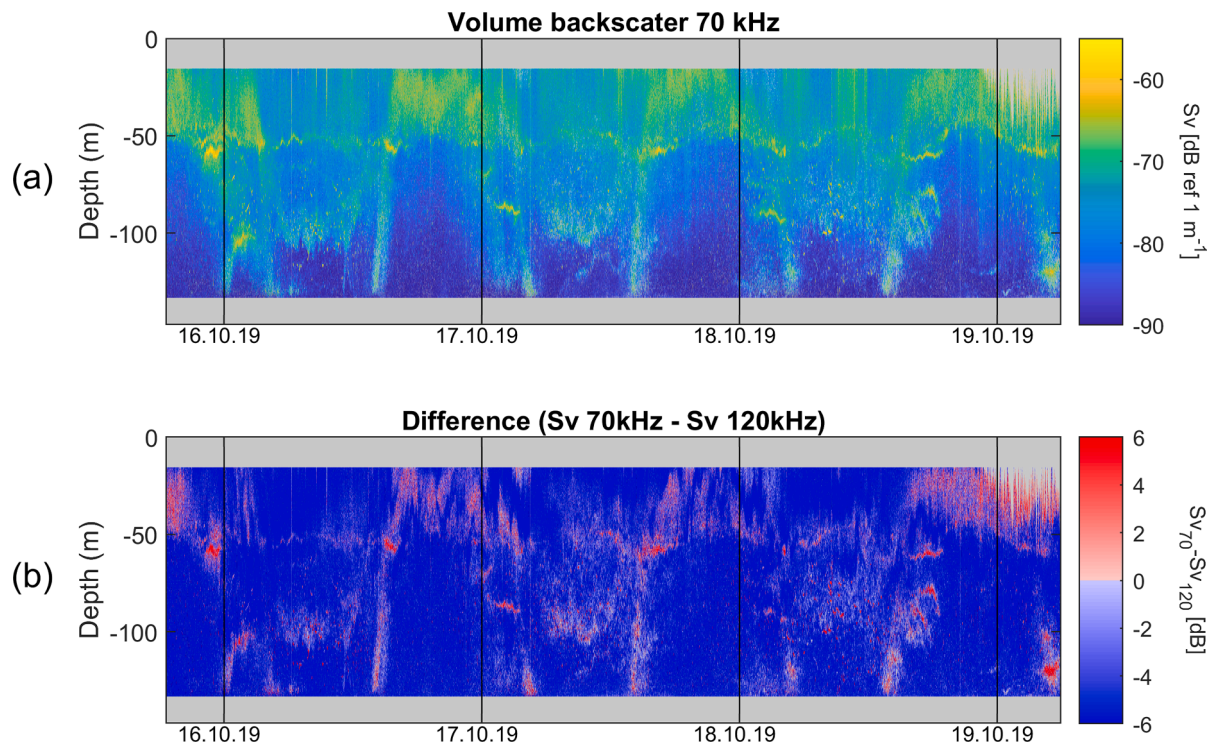 Volume backscater 70 kHz
(a)
Depth (m)
0
-50
-100
16.10.19 17.10.19 18.10.19 19.10.19
-60
-70
-80
-90
Sv [dB ref 1 m⁻¹]
Difference (Sv 70kHz - Sv 120kHz)
(b)
Depth (m)
0
-50
-100
16.10.19 17.10.19 18.10.19 19.10.19
6
4
2
0
-2
-4
-6
Sv₇₀-Sv₁₂₀ [dB]